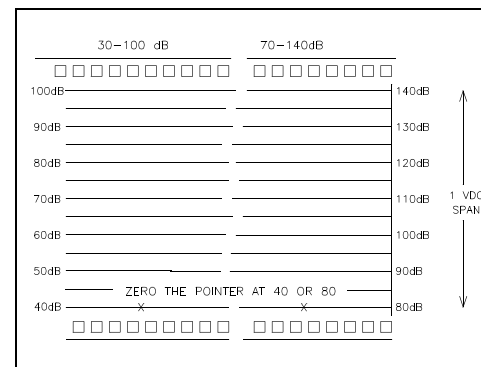 30-100 dB 70-140dB
100dB 140dB
90dB 130dB
80dB 120dB
70dB 110dB
1 VDC
SPAN
60dB 100dB
50dB 90dB
ZERO THE POINTER AT 40 OR 80
40dB X X 80dB